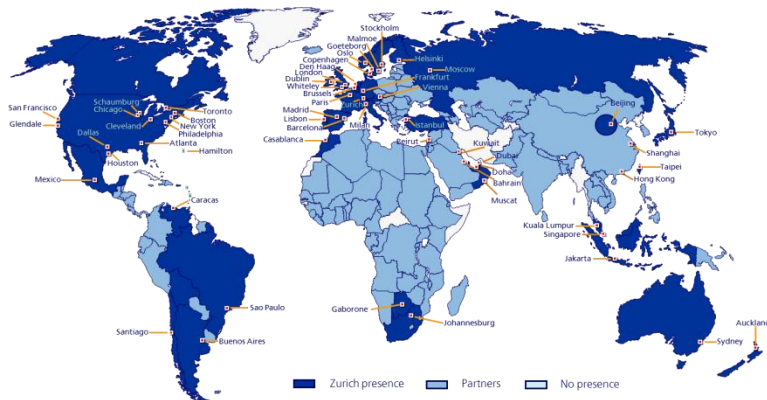 Stockholm
Malmoe
Goeteborg
Oslo
Copenhagen
Den Haag
London
Dublin
Whiteley
Brussels
Paris
Zurich
Helsinki
Moscow
Frankfurt
Vienna
Madrid
Lisbon
Barcelona
Milan
Istanbul
Casablanca
Beirut
Kuwait
Dubai
Doha
Bahrain
Muscat
San Francisco
Glendale
Schaumburg
Chicago
Cleveland
Dallas
Houston
Toronto
Boston
New York
Philadelphia
Atlanta
Hamilton
Mexico
Caracas
Beijing
Tokyo
Shanghai
Taipei
Hong Kong
Kuala Lumpur
Singapore
Jakarta
Gaborone
Johannesburg
Sao Paulo
Santiago
Buenos Aires
Auckland
Sydney
Zurich presence
Partners
No presence